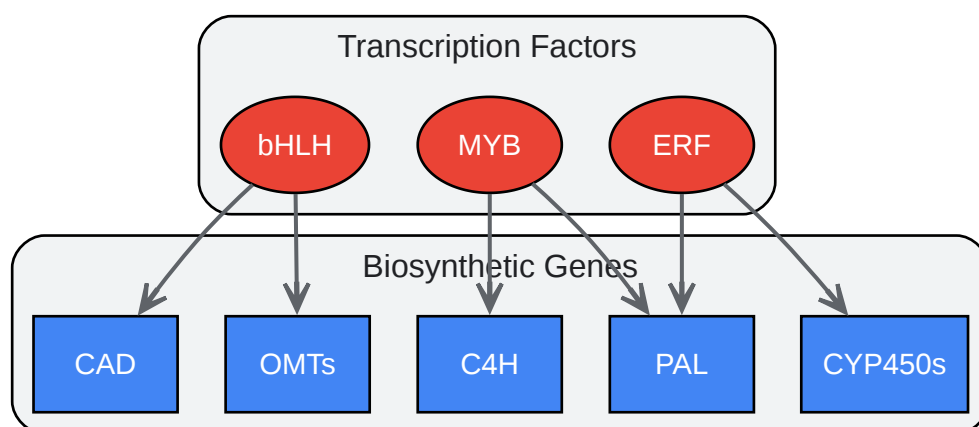 Transcription Factors
bHLH MYB ERF
Biosynthetic Genes
CAD OMTs C4H PAL CYP450s